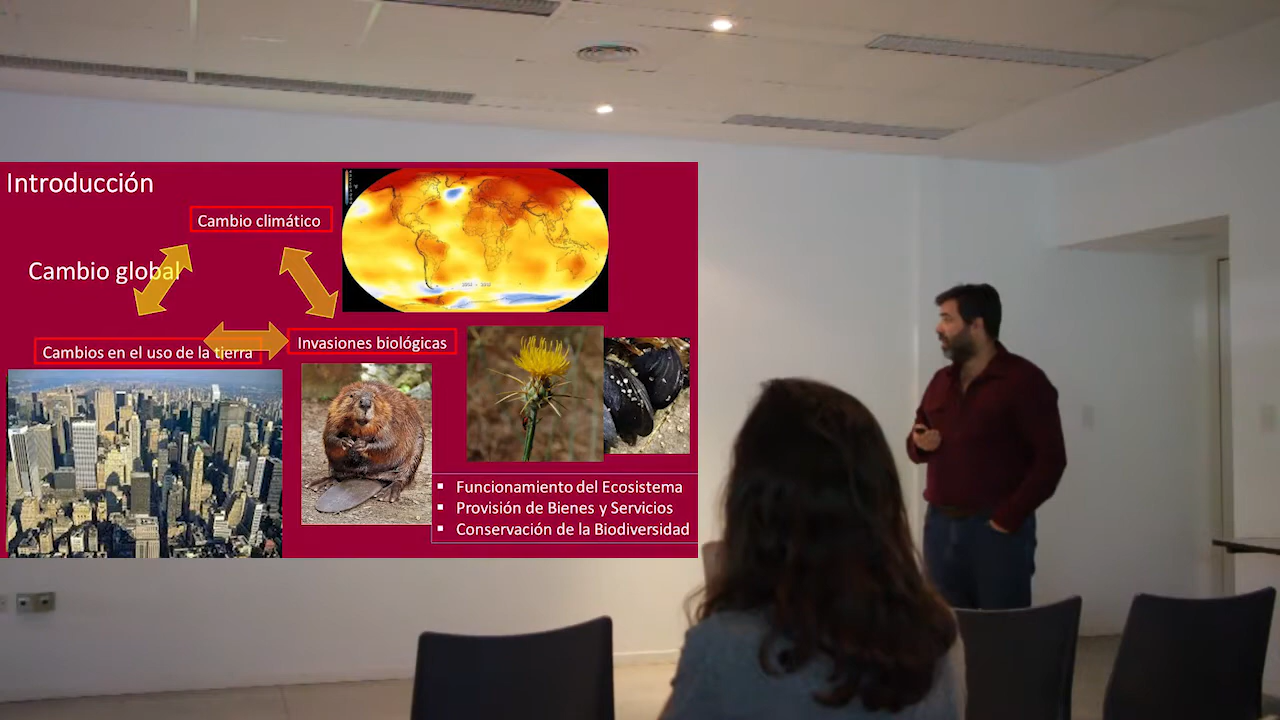 Introducción
Cambio climático
Cambio global
Cambios en el uso de la tierra
Invasiones biológicas
▪ Funcionamiento del Ecosistema
▪ Provisión de Bienes y Servicios
▪ Conservación de la Biodiversidad